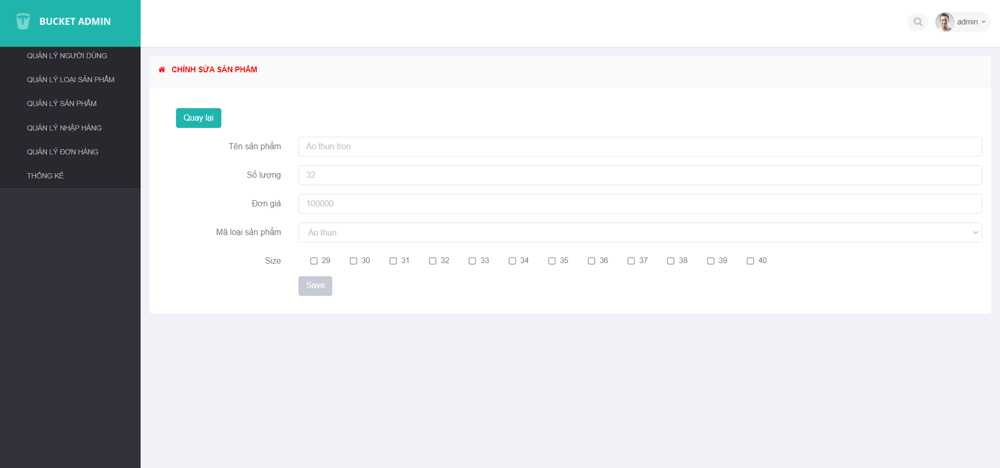 BUCKET ADMIN
admin
QUẢN LÝ NGƯỜI DÙNG
QUẢN LÝ LOẠI SẢN PHẨM
QUẢN LÝ SẢN PHẨM
QUẢN LÝ NHẬP HÀNG
QUẢN LÝ ĐƠN HÀNG
THỐNG KÊ
CHỈNH SỬA SẢN PHẨM
Quay lại
Tên sản phẩm Áo thun trơn
Số lượng 32
Đơn giá 100000
Mã loại sản phẩm Áo thun
Size 29 30 31 32 33 34 35 36 37 38 39 40
Save